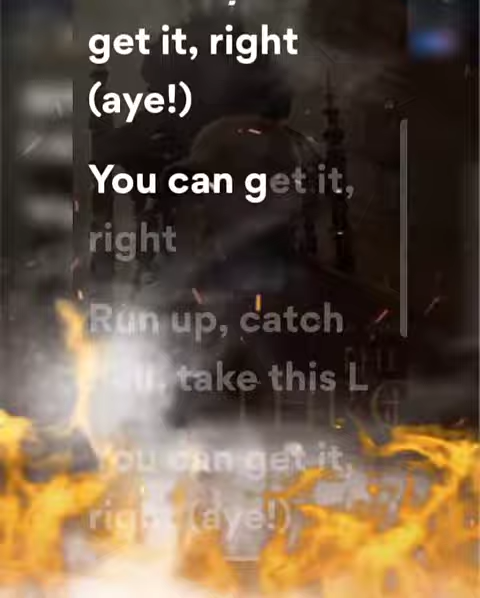 get it, right
(aye!)
You can get it,
right
Run up, catch
take this L
You can get it,
right (aye!)